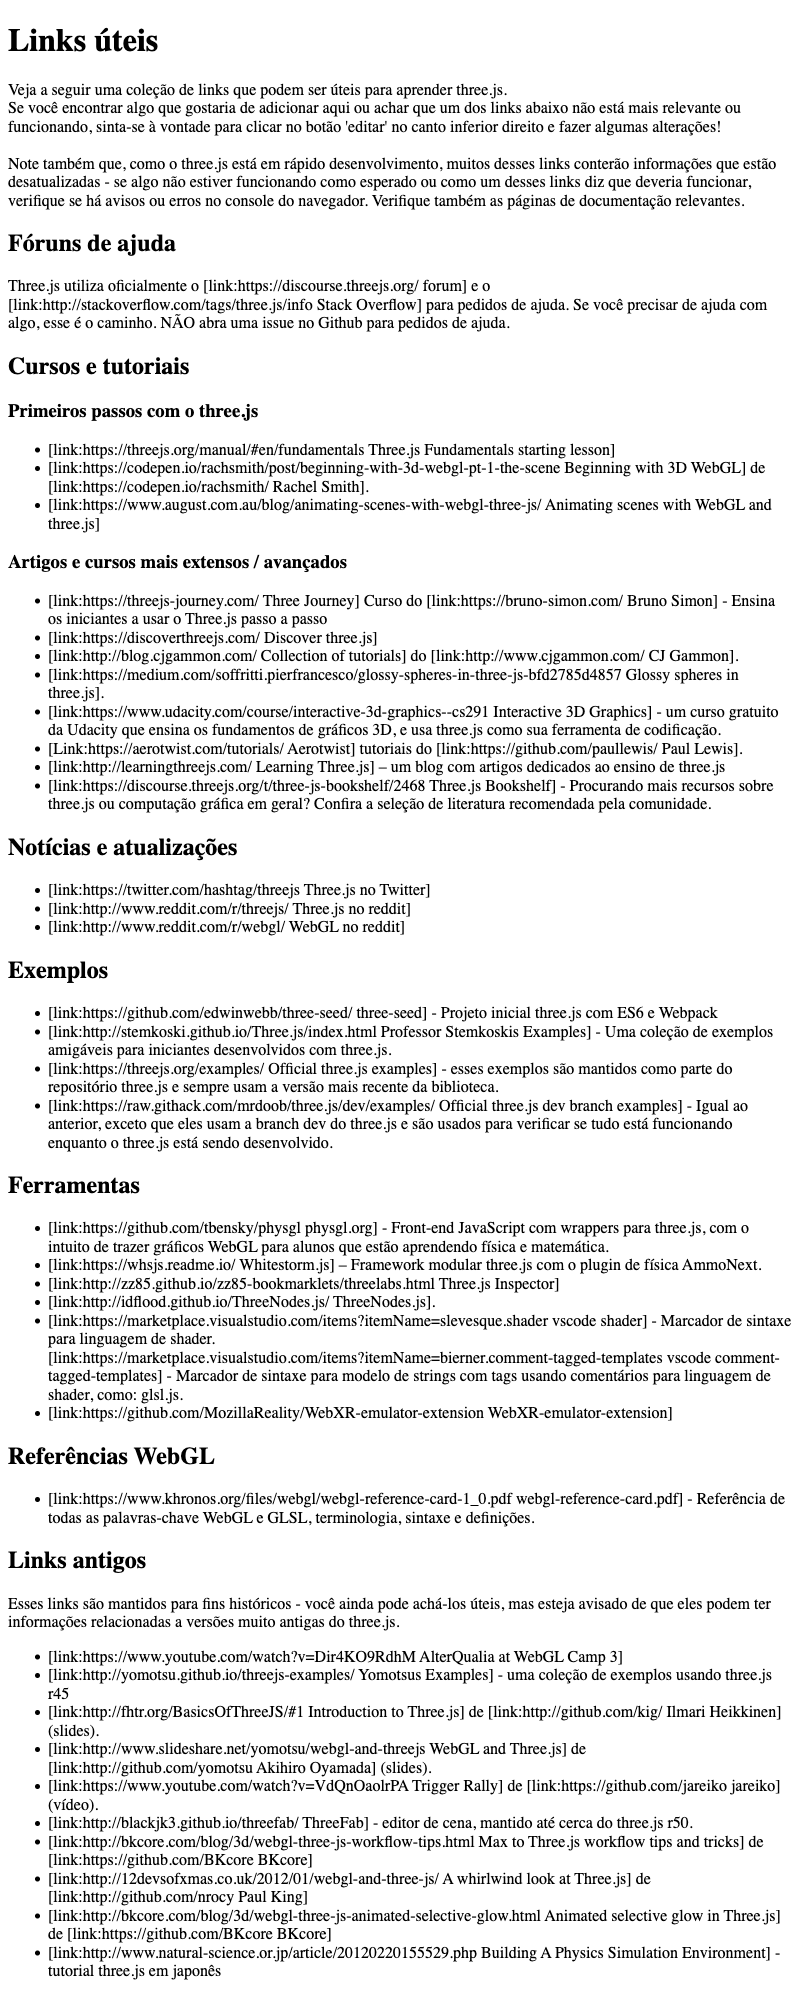 Links úteis
Veja a seguir uma coleção de links que podem ser úteis para aprender three.js.
Se você encontrar algo que gostaria de adicionar aqui ou achar que um dos links abaixo não está mais relevante ou
funcionando, sinta-se à vontade para clicar no botão 'editar' no canto inferior direito e fazer algumas alterações!
Note também que, como o three.js está em rápido desenvolvimento, muitos desses links conterão informações que estão
desatualizadas - se algo não estiver funcionando como esperado ou como um desses links diz que deveria funcionar,
verifique se há avisos ou erros no console do navegador. Verifique também as páginas de documentação relevantes.
Fóruns de ajuda
Three.js utiliza oficialmente o [link:https://discourse.threejs.org/ forum] e o
[link:http://stackoverflow.com/tags/three.js/info Stack Overflow] para pedidos de ajuda. Se você precisar de ajuda com
algo, esse é o caminho. NÃO abra uma issue no Github para pedidos de ajuda.
Cursos e tutoriais
Primeiros passos com o three.js
• [link:https://threejs.org/manual/#en/fundamentals Three.js Fundamentals starting lesson]
• [link:https://codepen.io/rachsmith/post/beginning-with-3d-webgl-pt-1-the-scene Beginning with 3D WebGL] de
[link:https://codepen.io/rachsmith/ Rachel Smith].
• [link:https://www.august.com.au/blog/animating-scenes-with-webgl-three-js/ Animating scenes with WebGL and
three.js]
Artigos e cursos mais extensos / avançados
• [link:https://threejs-journey.com/ Three Journey] Curso do [link:https://bruno-simon.com/ Bruno Simon] - Ensina
os iniciantes a usar o Three.js passo a passo
• [link:https://discoverthreejs.com/ Discover three.js]
• [link:http://blog.cjgammon.com/ Collection of tutorials] do [link:http://www.cjgammon.com/ CJ Gammon].
• [link:https://medium.com/soffritti.pierfrancesco/glossy-spheres-in-three-js-bfd2785d4857 Glossy spheres in
three.js].
• [link:https://www.udacity.com/course/interactive-3d-graphics--cs291 Interactive 3D Graphics] - um curso gratuito
da Udacity que ensina os fundamentos de gráficos 3D, e usa three.js como sua ferramenta de codificação.
• [Link:https://aerotwist.com/tutorials/ Aerotwist] tutoriais do [link:https://github.com/paullewis/ Paul Lewis].
• [link:http://learningthreejs.com/ Learning Three.js] – um blog com artigos dedicados ao ensino de three.js
• [link:https://discourse.threejs.org/t/three-js-bookshelf/2468 Three.js Bookshelf] - Procurando mais recursos sobre
three.js ou computação gráfica em geral? Confira a seleção de literatura recomendada pela comunidade.
Notícias e atualizações
• [link:https://twitter.com/hashtag/threejs Three.js no Twitter]
• [link:http://www.reddit.com/r/threejs/ Three.js no reddit]
• [link:http://www.reddit.com/r/webgl/ WebGL no reddit]
Exemplos
• [link:https://github.com/edwinwebb/three-seed/ three-seed] - Projeto inicial three.js com ES6 e Webpack
• [link:http://stemkoski.github.io/Three.js/index.html Professor Stemkoskis Examples] - Uma coleção de exemplos
amigáveis para iniciantes desenvolvidos com three.js.
• [link:https://threejs.org/examples/ Official three.js examples] - esses exemplos são mantidos como parte do
repositório three.js e sempre usam a versão mais recente da biblioteca.
• [link:https://raw.githack.com/mrdoob/three.js/dev/examples/ Official three.js dev branch examples] - Igual ao
anterior, exceto que eles usam a branch dev do three.js e são usados para verificar se tudo está funcionando
enquanto o three.js está sendo desenvolvido.
Ferramentas
• [link:https://github.com/tbensky/physgl physgl.org] - Front-end JavaScript com wrappers para three.js, com o
intuito de trazer gráficos WebGL para alunos que estão aprendendo física e matemática.
• [link:https://whsjs.readme.io/ Whitestorm.js] – Framework modular three.js com o plugin de física AmmoNext.
• [link:http://zz85.github.io/zz85-bookmarklets/threelabs.html Three.js Inspector]
• [link:http://idflood.github.io/ThreeNodes.js/ ThreeNodes.js].
• [link:https://marketplace.visualstudio.com/items?itemName=slevesque.shader vscode shader] - Marcador de sintaxe
para linguagem de shader.
[link:https://marketplace.visualstudio.com/items?itemName=bierner.comment-tagged-templates vscode comment-
tagged-templates] - Marcador de sintaxe para modelo de strings com tags usando comentários para linguagem de
shader, como: glsl.js.
• [link:https://github.com/MozillaReality/WebXR-emulator-extension WebXR-emulator-extension]
Referências WebGL
• [link:https://www.khronos.org/files/webgl/webgl-reference-card-1_0.pdf webgl-reference-card.pdf] - Referência de
todas as palavras-chave WebGL e GLSL, terminologia, sintaxe e definições.
Links antigos
Esses links são mantidos para fins históricos - você ainda pode achá-los úteis, mas esteja avisado de que eles podem ter
informações relacionadas a versões muito antigas do three.js.
• [link:https://www.youtube.com/watch?v=Dir4KO9RdhM AlterQualia at WebGL Camp 3]
• [link:http://yomotsu.github.io/threejs-examples/ Yomotsus Examples] - uma coleção de exemplos usando three.js
r45
• [link:http://fhtr.org/BasicsOfThreeJS/#1 Introduction to Three.js] de [link:http://github.com/kig/ Ilmari Heikkinen]
(slides).
• [link:http://www.slideshare.net/yomotsu/webgl-and-threejs WebGL and Three.js] de
[link:http://github.com/yomotsu Akihiro Oyamada] (slides).
• [link:https://www.youtube.com/watch?v=VdQnOaolrPA Trigger Rally] de [link:https://github.com/jareiko jareiko]
(vídeo).
• [link:http://blackjk3.github.io/threefab/ ThreeFab] - editor de cena, mantido até cerca do three.js r50.
• [link:http://bkcore.com/blog/3d/webgl-three-js-workflow-tips.html Max to Three.js workflow tips and tricks] de
[link:https://github.com/BKcore BKcore]
• [link:http://12devsofxmas.co.uk/2012/01/webgl-and-three-js/ A whirlwind look at Three.js] de
[link:http://github.com/nrocy Paul King]
• [link:http://bkcore.com/blog/3d/webgl-three-js-animated-selective-glow.html Animated selective glow in Three.js]
de [link:https://github.com/BKcore BKcore]
• [link:http://www.natural-science.or.jp/article/20120220155529.php Building A Physics Simulation Environment] -
tutorial three.js em japonês